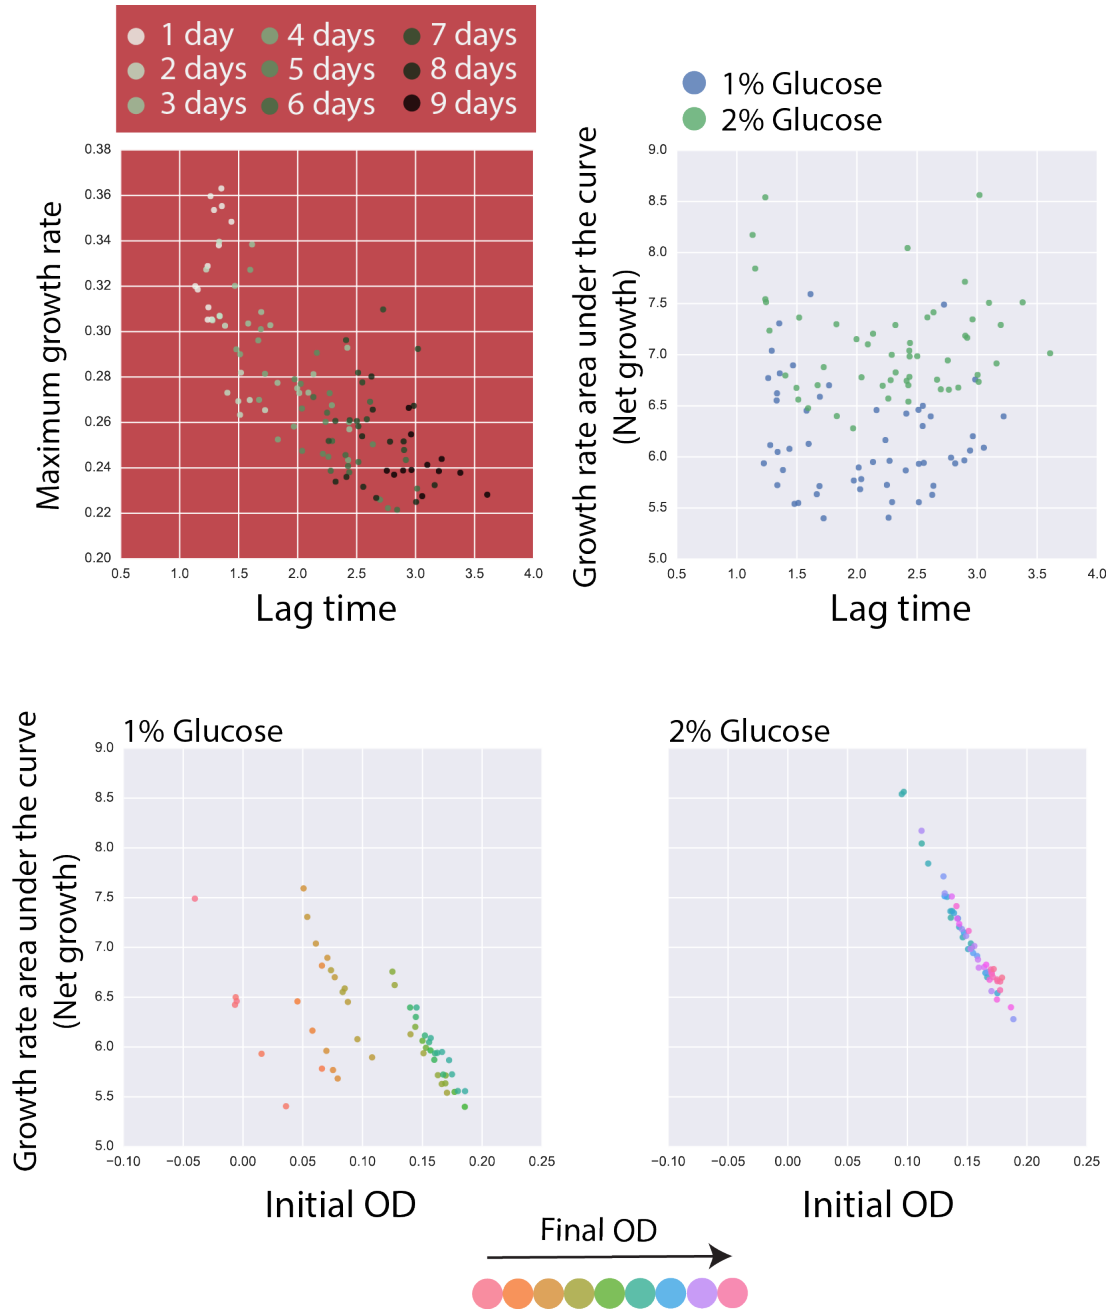 1 day
4 days
7 days
2 days
5 days
8 days
3 days
6 days
9 days
1% Glucose
2% Glucose
Maximum growth rate
0.38
0.36
0.34
0.32
0.30
0.28
0.26
0.24
0.22
0.20
0.5 1.0 1.5 2.0 2.5 3.0 3.5 4.0
Lag time
Growth rate area under the curve
(Net growth)
9.0
8.5
8.0
7.5
7.0
6.5
6.0
5.5
5.0
0.5 1.0 1.5 2.0 2.5 3.0 3.5 4.0
Lag time
1% Glucose
Growth rate area under the curve
(Net growth)
9.0
8.5
8.0
7.5
7.0
6.5
6.0
5.5
5.0
−0.10 −0.05 0.00 0.05 0.10 0.15 0.20 0.25
Initial OD
2% Glucose
−0.10 −0.05 0.00 0.05 0.10 0.15 0.20 0.25
Initial OD
Final OD